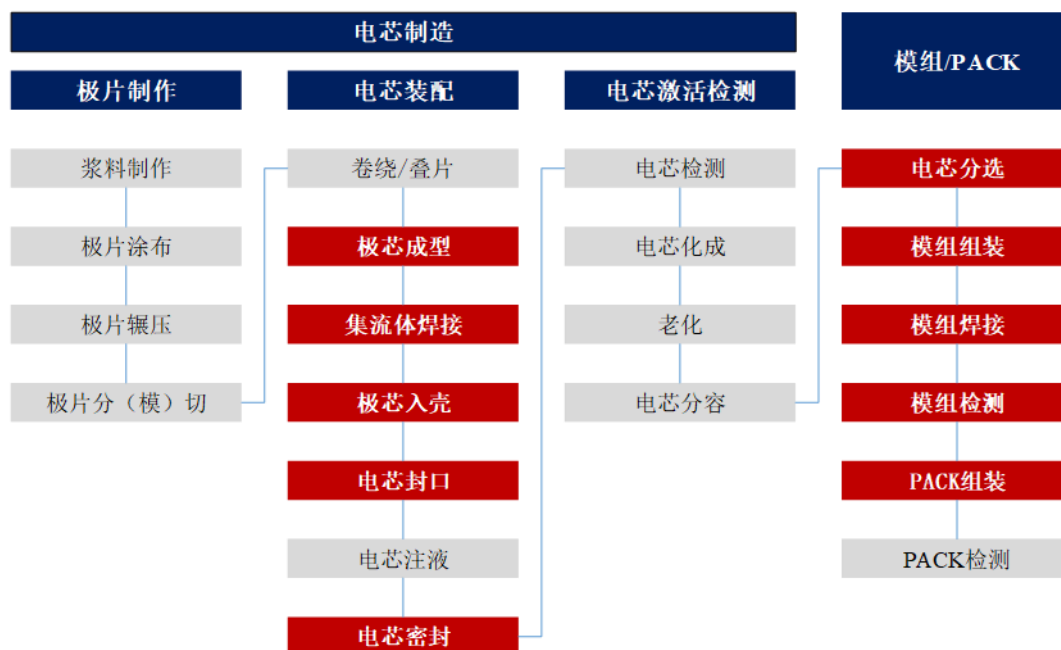 电芯制造
模组/PACK
极片制作
电芯装配
电芯激活检测
浆料制作
极片涂布
极片辗压
极片分（模）切
卷绕/叠片
极芯成型
集流体焊接
极芯入壳
电芯封口
电芯注液
电芯密封
电芯检测
电芯化成
老化
电芯分容
电芯分选
模组组装
模组焊接
模组检测
PACK组装
PACK检测